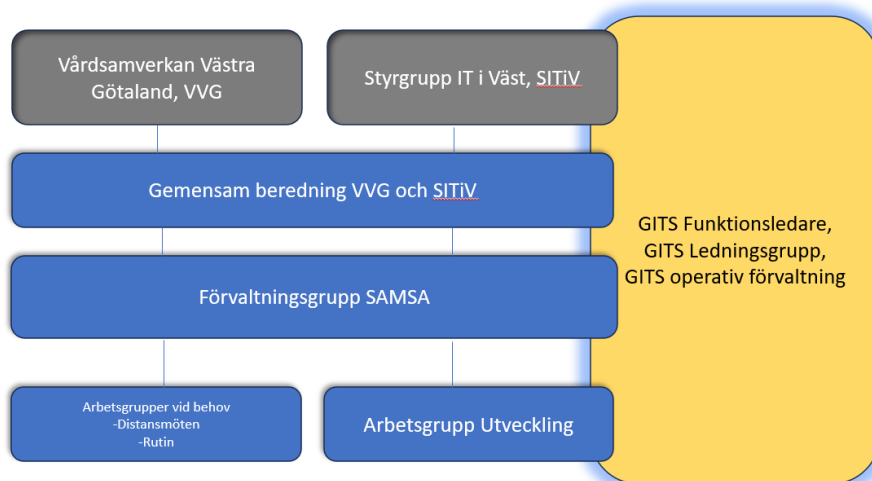 Vårdsamverkan Västra
Götaland, VVG
Styrgrupp IT i Väst, SITiV
Gemensam beredning VVG och SITiV
GITS Funktionsledare,
GITS Ledningsgrupp,
GITS operativ förvaltning
Förvaltningsgrupp SAMSA
Arbetsgrupper vid behov
-Distansmöten
-Rutin
Arbetsgrupp Utveckling